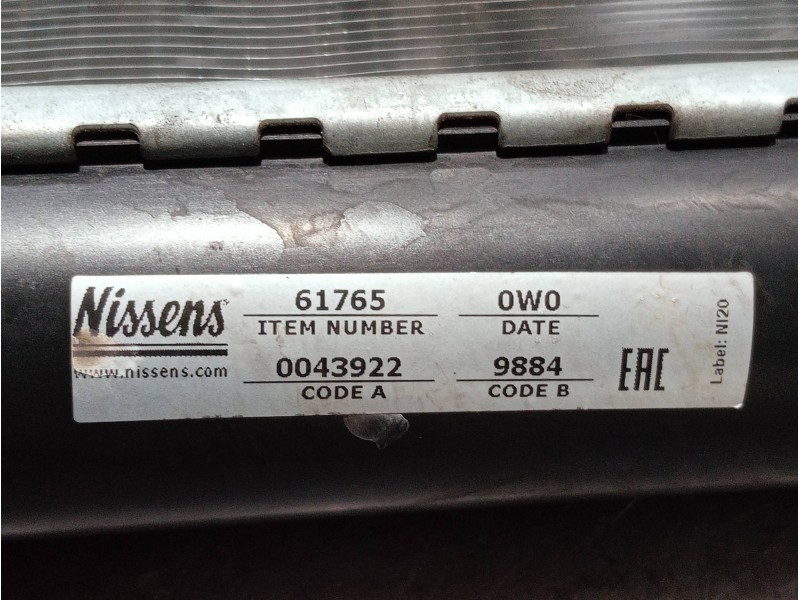 Nissens
www.nissens.com
61765
ITEM NUMBER
0W0
DATE
0043922
CODE A
9884
CODE B
EAC
Label: NI20